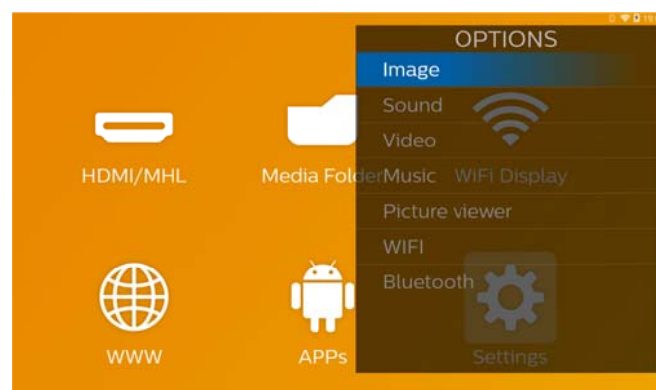 OPTIONS
Image
Sound
Video
HDMI/MHL
Media Folder
Music
WiFi Display
Picture viewer
WIFI
Bluetooth
WWW
APPs
Settings